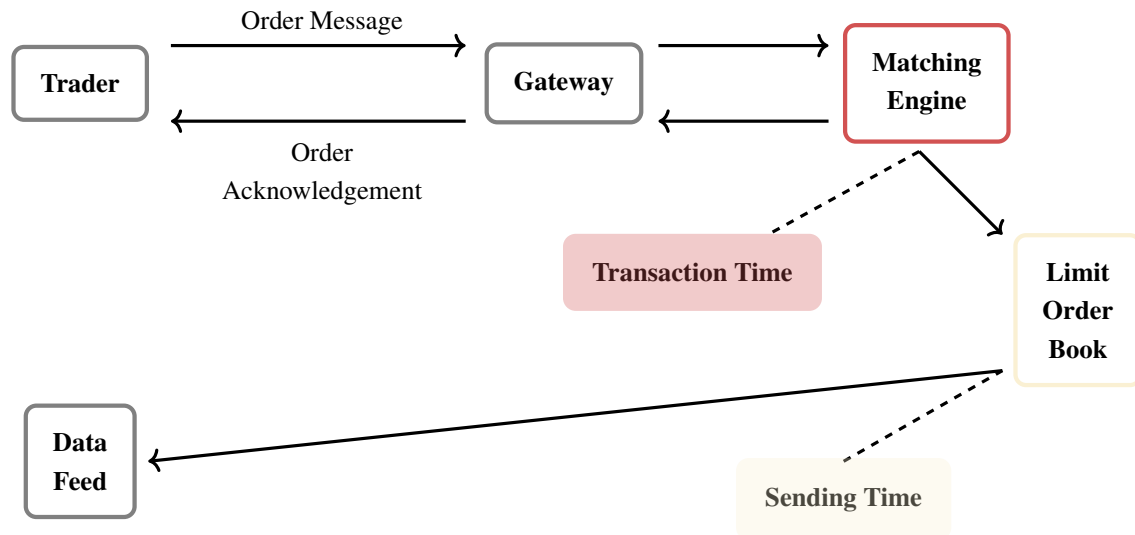 Order Message
Trader
Gateway
Matching
Engine
Order
Acknowledgement
Transaction Time
Limit
Order
Book
Data
Feed
Sending Time